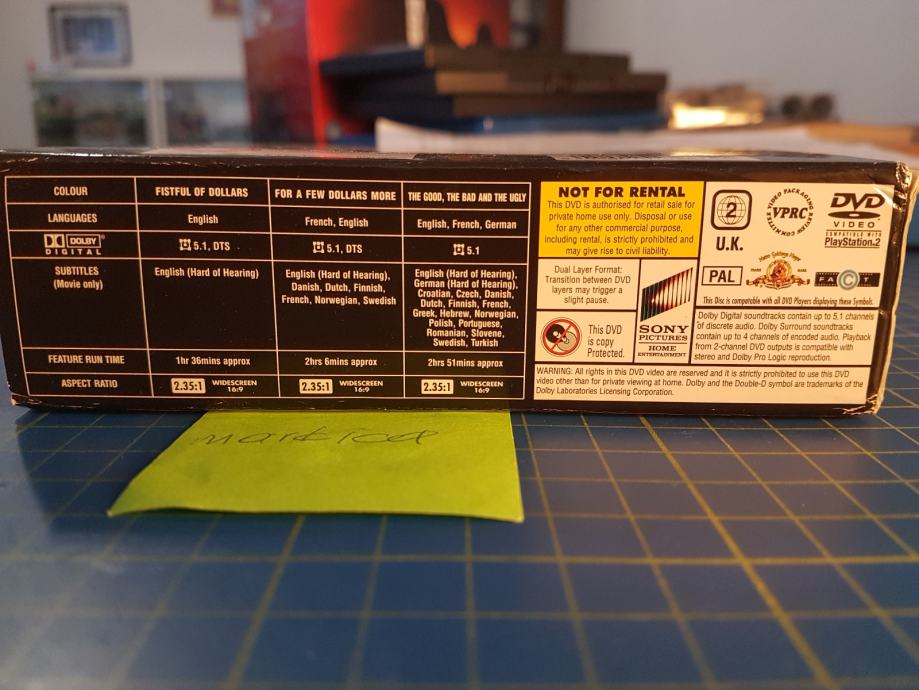 COLOUR
FISTFUL OF DOLLARS
FOR A FEW DOLLARS MORE
THE GOOD, THE BAD AND THE UGLY
LANGUAGES
English
French, English
English, French, German
DOLBY
DIGITAL
5.1, DTS
5.1, DTS
5.1
SUBTITLES
(Movie only)
English (Hard of Hearing)
English (Hard of Hearing),
Danish, Dutch, Finnish,
French, Norwegian, Swedish
English (Hard of Hearing),
German (Hard of Hearing),
Croatian, Czech, Danish,
Dutch, Finnish, French,
Greek, Hebrew, Norwegian,
Polish, Portuguese,
Romanian, Slovene,
Swedish, Turkish
FEATURE RUN TIME
1hr 36mins approx
2hrs 6mins approx
2hrs 51mins approx
ASPECT RATIO
2.35:1 WIDESCREEN
16:9
2.35:1 WIDESCREEN
16:9
2.35:1 WIDESCREEN
16:9
NOT FOR RENTAL
This DVD is authorised for retail sale for
private home use only. Disposal or use
for any other commercial purpose,
including rental, is strictly prohibited and
may give rise to civil liability.
Dual Layer Format:
Transition between DVD
layers may trigger a
slight pause.
This DVD
is copy
Protected.
SONY
PICTURES
HOME
ENTERTAINMENT
2
U.K.
VIDEO PACKAGING
REVIEW COMMITTEE
VPRC
DVD
VIDEO
COMPATIBLE WITH
PlayStation.2
PAL
Metro Goldwyn Mayer
This Disc is compatable with all DVD Players displaying these Symbols.
Dolby Digital soundtracks contain up to 5.1 channels
of discrete audio. Dolby Surround soundtracks
contain up to 4 channels of encoded audio. Playback
from 2-channel DVD outputs is compatible with
stereo and Dolby Pro Logic reproduction.
WARNING: All rights in this DVD video are reserved and it is strictly prohibited to use this DVD
video other than for private viewing at home. Dolby and the Double-D symbol are trademarks of the
Dolby Laboratories Licensing Corporation.